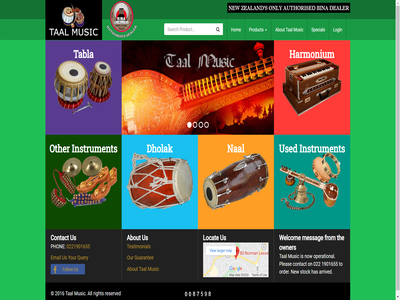 TAAL MUSIC
NEW ZEALAND'S ONLY AUTHORISED BINA DEALER
Search Product..
Home
Products
About Taal Music
Specials
Login
Tabla
Taal Music
Harmonium
Other Instruments
Dholak
Naal
Used Instruments
Contact Us
PHONE: 0221901655
Email Us Your Query
Follow Us
About Us
Testimonials
Our Guarantee
About Taal Music
Locate Us
View larger map
Google
Welcome message from the owners
Taal Music is now operational.
Please contact on 022 1901655 to
order. New stock has arrived.
© 2016 Taal Music. All rights reserved
0087598